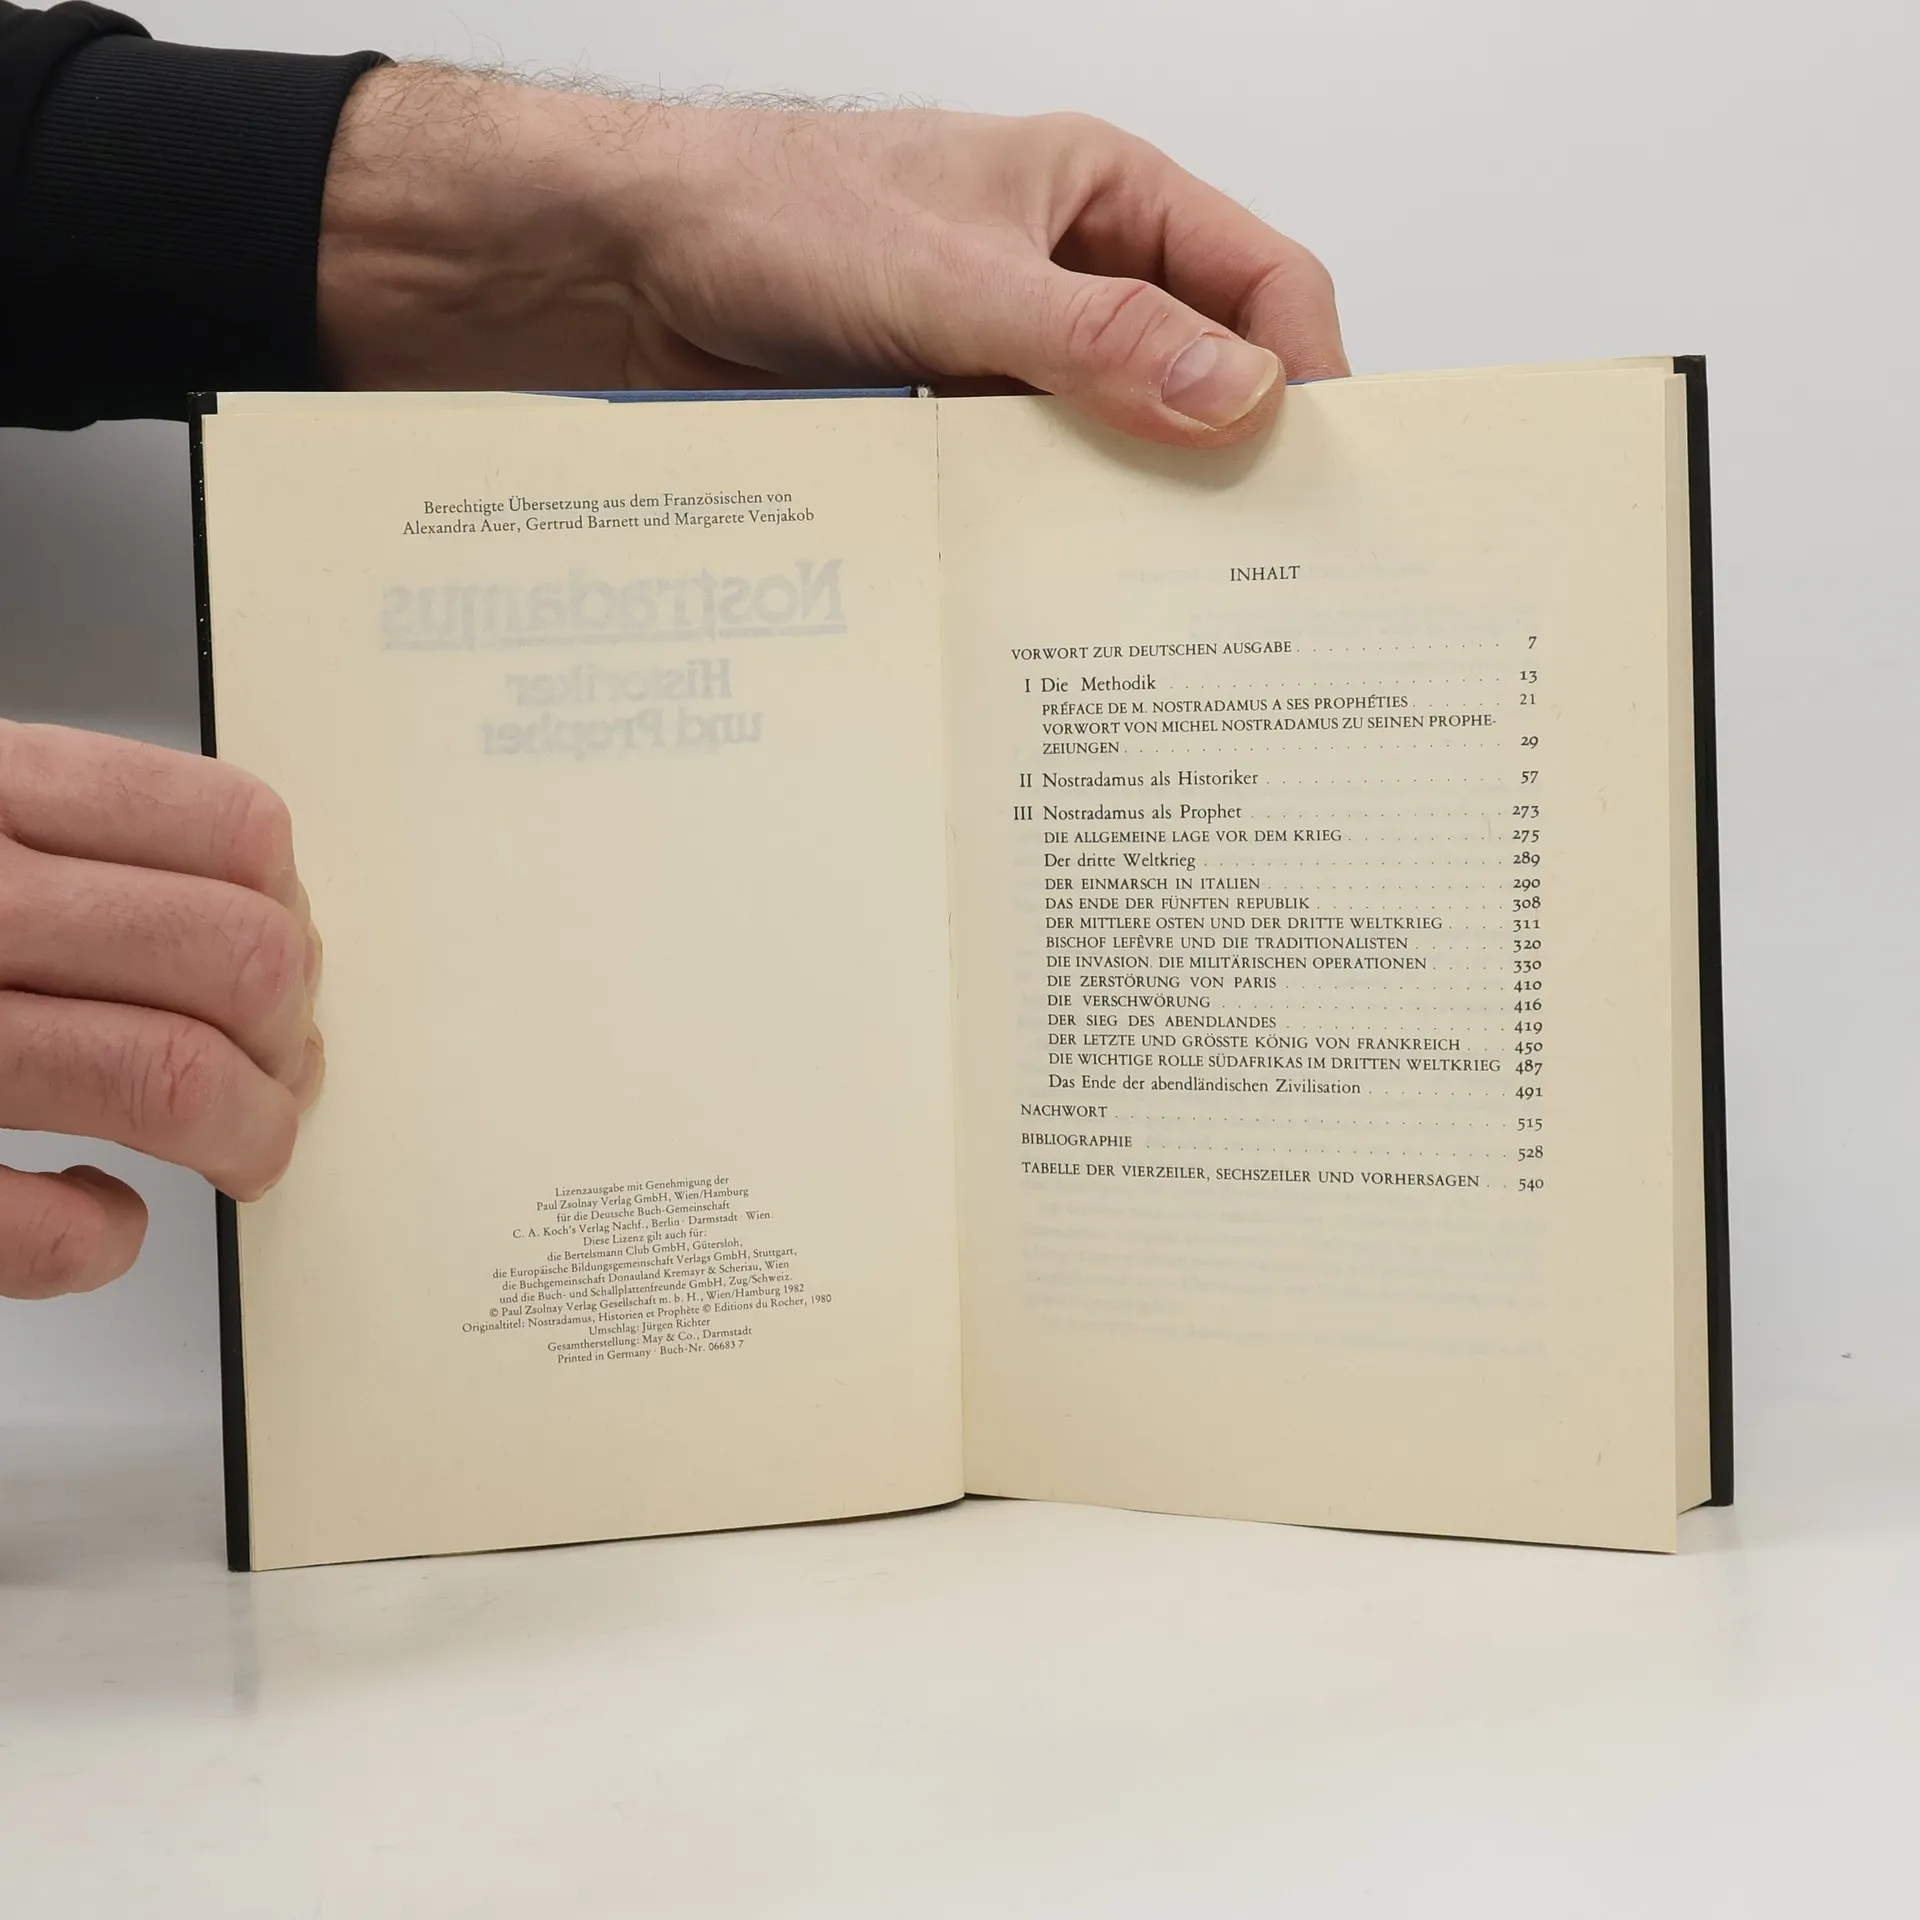 Berechtigte Übersetzung aus dem Französischen von
Alexandra Auer, Gertrud Barnett und Margarete Venjakob
Nostradamus
Historiker
und Prophet
Lizenzausgabe mit Genehmigung der
Paul Zsolnay Verlag GmbH, Wien/Hamburg
für die Deutsche Buch-Gemeinschaft
C. A. Koch's Verlag Nachf., Berlin · Darmstadt · Wien.
Diese Lizenz gilt auch für:
die Bertelsmann Club GmbH, Gütersloh,
die Europäische Bildungsgemeinschaft Verlags GmbH, Stuttgart,
die Buchgemeinschaft Donauland Kremayr & Scheriau, Wien
und die Buch- und Schallplattenfreunde GmbH, Zug/Schweiz.
© Paul Zsolnay Verlag Gesellschaft m. b. H., Wien/Hamburg 1982
Originaltitel: Nostradamus, Historien et Prophète © Editions du Rocher, 1980
Umschlag: Jürgen Richter
Gesamtherstellung: May & Co., Darmstadt
Printed in Germany · Buch-Nr. 06683 7
INHALT
VORWORT ZUR DEUTSCHEN AUSGABE . . . . . . . . . . . . 7
I Die Methodik . . . . . . . . . . . . . . . . . . . . . . 13
PRÉFACE DE M. NOSTRADAMUS A SES PROPHÉTIES . . . . . . 21
VORWORT VON MICHEL NOSTRADAMUS ZU SEINEN PROPHE-
ZEIUNGEN . . . . . . . . . . . . . . . . . . . . . . . . 29
II Nostradamus als Historiker . . . . . . . . . . . . . . 57
III Nostradamus als Prophet . . . . . . . . . . . . . . . 273
DIE ALLGEMEINE LAGE VOR DEM KRIEG . . . . . . . . . . 275
Der dritte Weltkrieg . . . . . . . . . . . . . . . . . . 289
DER EINMARSCH IN ITALIEN . . . . . . . . . . . . . . 290
DAS ENDE DER FÜNFTEN REPUBLIK . . . . . . . . . . . 308
DER MITTLERE OSTEN UND DER DRITTE WELTKRIEG . . . . 311
BISCHOF LEFÊVRE UND DIE TRADITIONALISTEN . . . . . . 320
DIE INVASION. DIE MILITÄRISCHEN OPERATIONEN . . . . . 330
DIE ZERSTÖRUNG VON PARIS . . . . . . . . . . . . . 410
DIE VERSCHWÖRUNG . . . . . . . . . . . . . . . . . 416
DER SIEG DES ABENDLANDES . . . . . . . . . . . . . 419
DER LETZTE UND GRÖSSTE KÖNIG VON FRANKREICH . . . 450
DIE WICHTIGE ROLLE SÜDAFRIKAS IM DRITTEN WELTKRIEG 487
Das Ende der abendländischen Zivilisation . . . . . . . . . 491
NACHWORT . . . . . . . . . . . . . . . . . . . . . . . 515
BIBLIOGRAPHIE . . . . . . . . . . . . . . . . . . . . . 528
TABELLE DER VIERZEILER, SECHSZEILER UND VORHERSAGEN . . 540